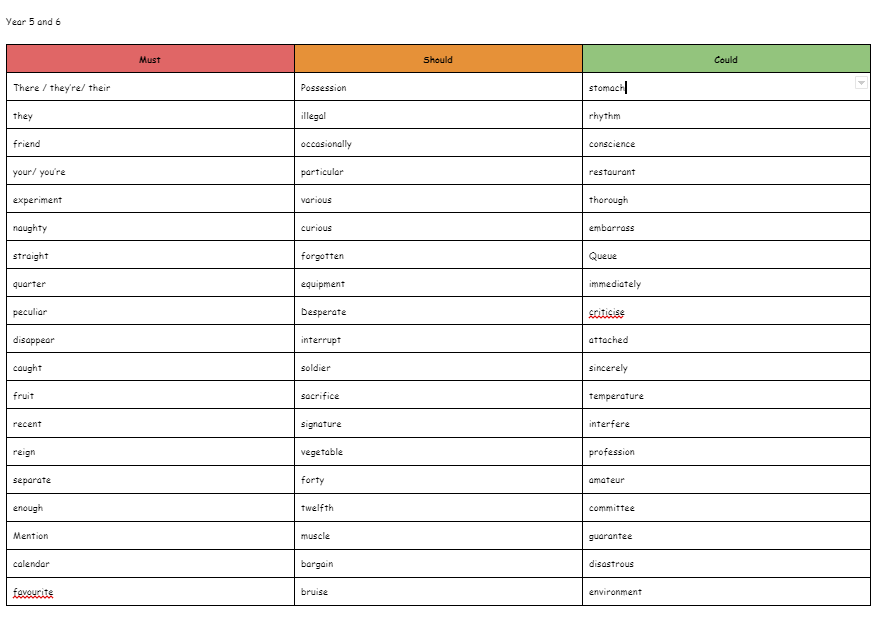 Year 5 and 6
Must Should Could
There / they're/ their Possession stomach
they illegal rhythm
friend occasionally conscience
your/ you're particular restaurant
experiment various thorough
naughty curious embarrass
straight forgotten Queue
quarter equipment immediately
peculiar Desperate criticise
disappear interrupt attached
caught soldier sincerely
fruit sacrifice temperature
recent signature interfere
reign vegetable profession
separate forty amateur
enough twelfth committee
Mention muscle guarantee
calendar bargain disastrous
favourite bruise environment